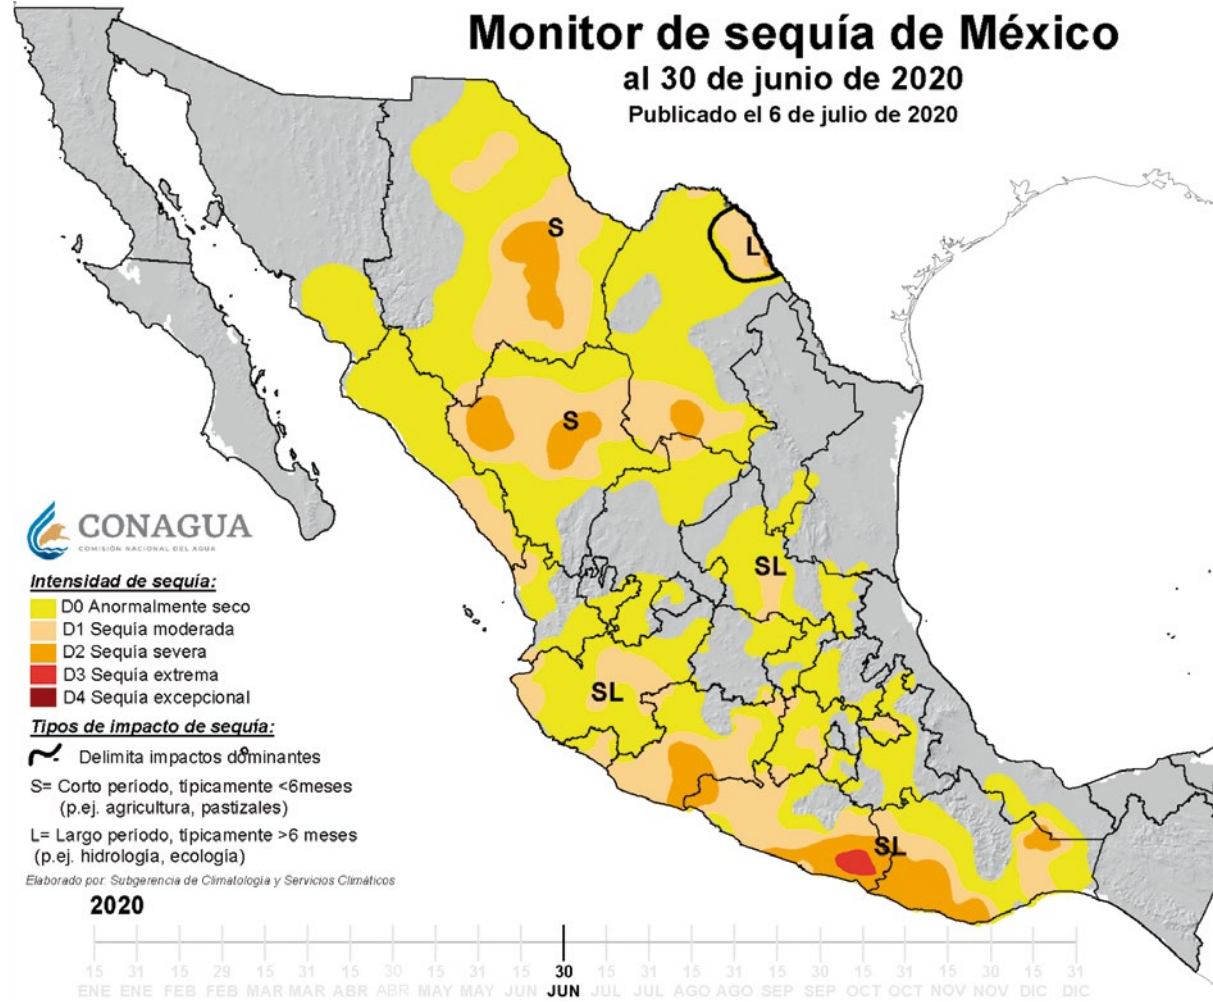 Monitor de sequía de México
al 30 de junio de 2020
Publicado el 6 de julio de 2020
S
L
S
SL
SL
SL
CONAGUA
COMISIÓN NACIONAL DEL AGUA
Intensidad de sequía:
D0 Anormalmente seco
D1 Sequía moderada
D2 Sequía severa
D3 Sequía extrema
D4 Sequía excepcional
Tipos de impacto de sequía:
Delimita impactos dominantes
S= Corto período, típicamente <6meses
(p.ej. agricultura, pastizales)
L= Largo período, típicamente >6 meses
(p.ej. hidrología, ecología)
Elaborado por: Subgerencia de Climatología y Servicios Climáticos
2020
15 31 15 29 15 31 15 30 15 31 15 30 15 31 15 31 15 30 15 31 15 30 15 31
ENE ENE FEB FEB MAR MAR ABR ABR MAY MAY JUN JUN JUL JUL AGO AGO SEP SEP OCT OCT NOV NOV DIC DIC